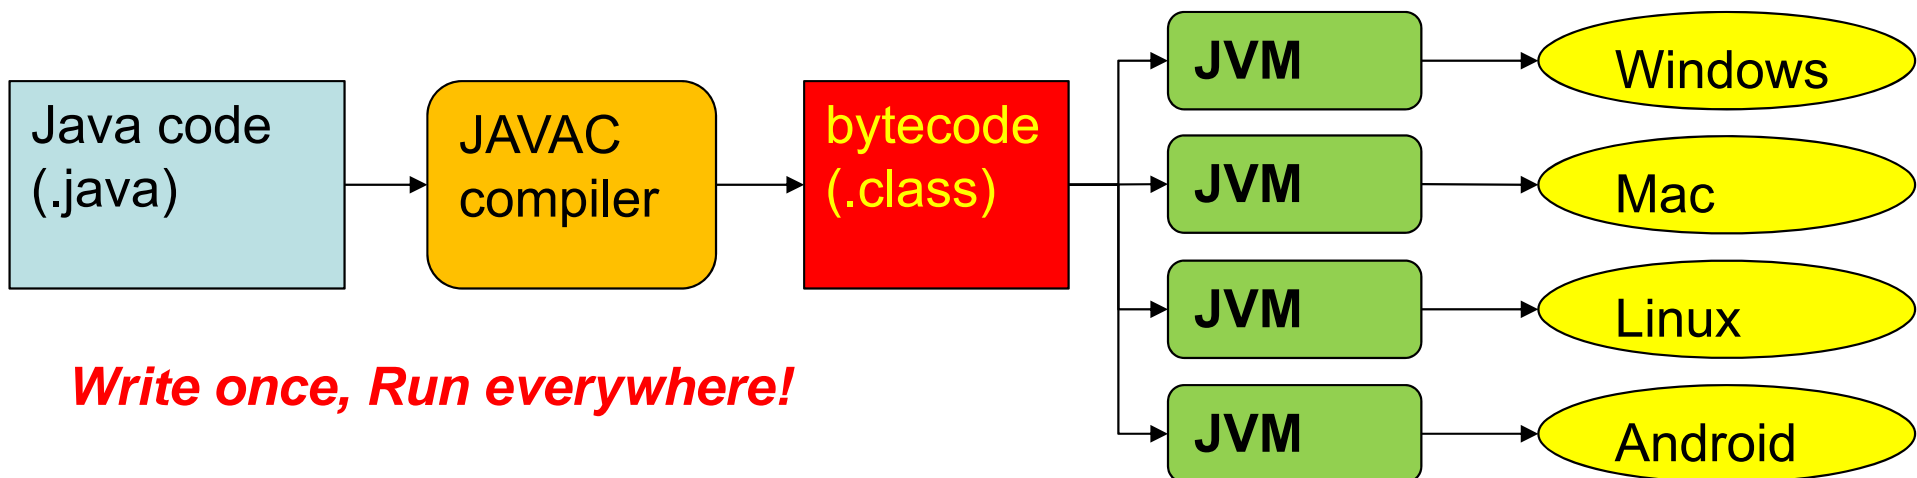 Java code
(.java)
JAVAC
compiler
bytecode
(.class)
JVM
Windows
JVM
Mac
JVM
Linux
JVM
Android
Write once, Run everywhere!